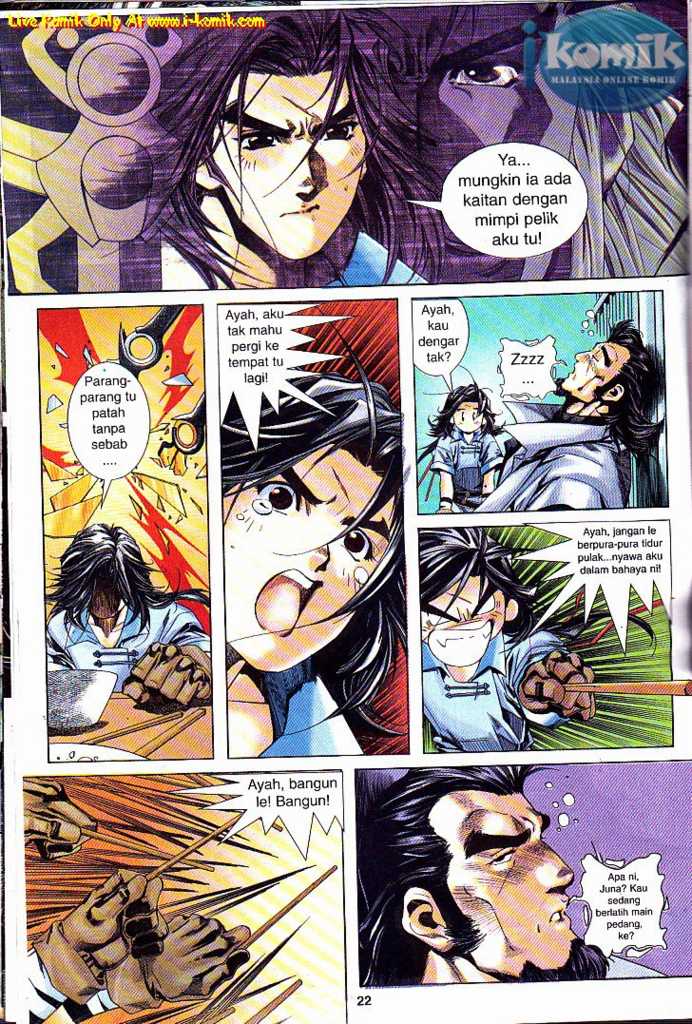 Live Komik Only At www.i-komik.com
ikomik
MALAYSIA ONLINE KOMIK
Ya...
mungkin ia ada
kaitan dengan
mimpi pelik
aku tu!
Parang-
parang tu
patah
tanpa
sebab
....
Ayah, aku
tak mahu
pergi ke
tempat tu
lagi!
Ayah,
kau
dengar
tak?
Zzzz
...
Ayah, jangan le
berpura-pura tidur
pulak...nyawa aku
dalam bahaya ni!
Ayah, bangun
le! Bangun!
Apa ni,
Juna? Kau
sedang
berlatih main
pedang,
ke?
22